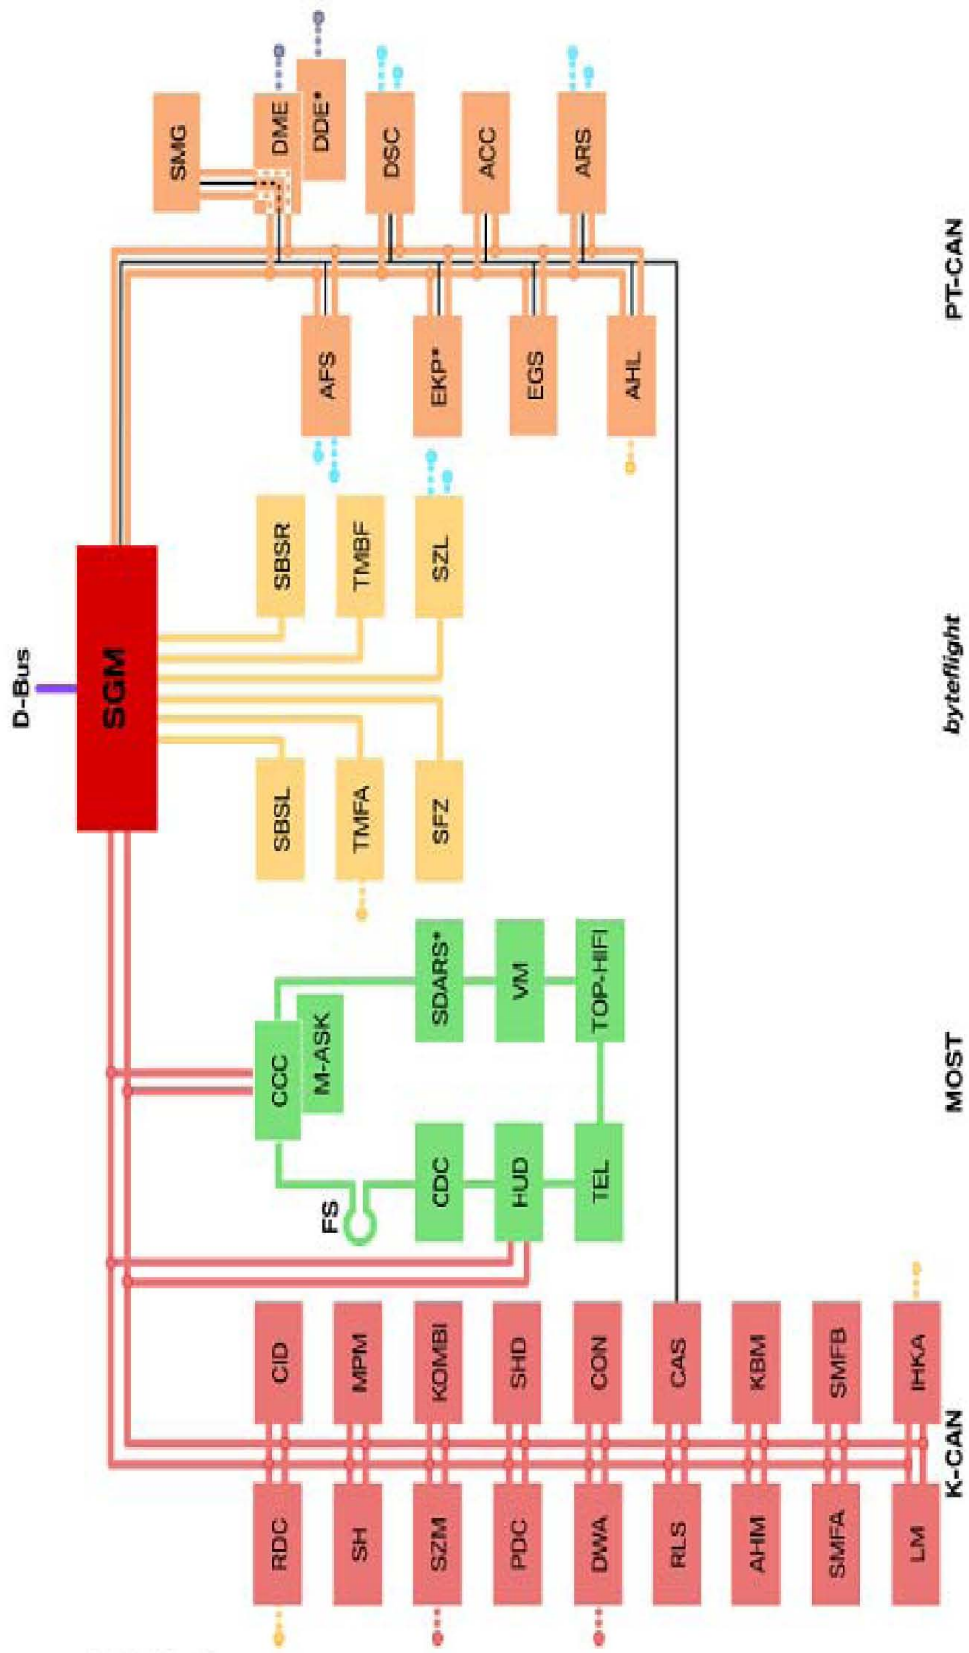 D-Bus
SGM
SMG
RDC
CID
CCC
SBSL
SBSR
DME
FS
M-ASK
AFS
DDE*
SH
MPM
TMFA
TMBF
DSC
SZM
KOMBI
CDC
SDARS*
SFZ
SZL
EKP*
ACC
PDC
SHD
HUD
VM
EGS
ARS
DWA
CON
TEL
TOP-HIFI
AHL
RLS
CAS
AHM
KBM
SMFA
SMFB
LM
IHKA
K-CAN
MOST
byteflight
PT-CAN